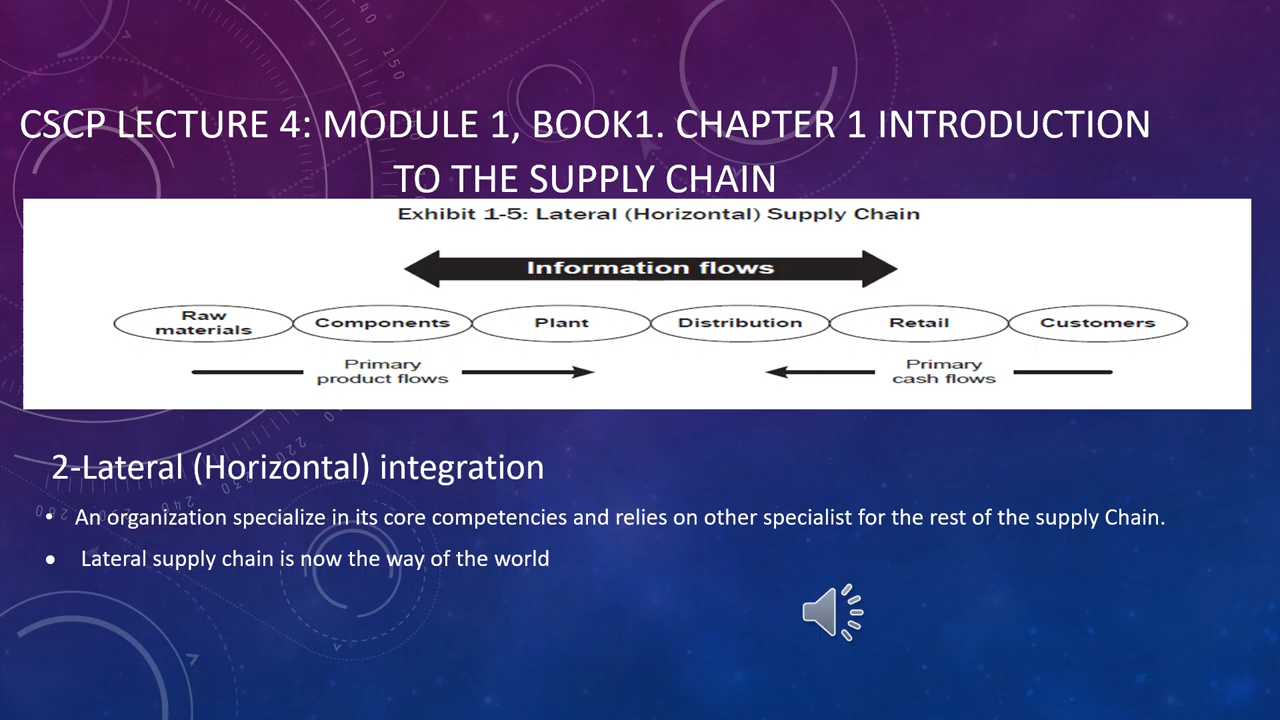 CSCP LECTURE 4: MODULE 1, BOOK1. CHAPTER 1 INTRODUCTION
TO THE SUPPLY CHAIN
Exhibit 1-5: Lateral (Horizontal) Supply Chain
Information flows
Raw
materials
Components
Plant
Distribution
Retail
Customers
Primary
product flows
Primary
cash flows
2-Lateral (Horizontal) integration
• An organization specialize in its core competencies and relies on other specialist for the rest of the supply Chain.
• Lateral supply chain is now the way of the world